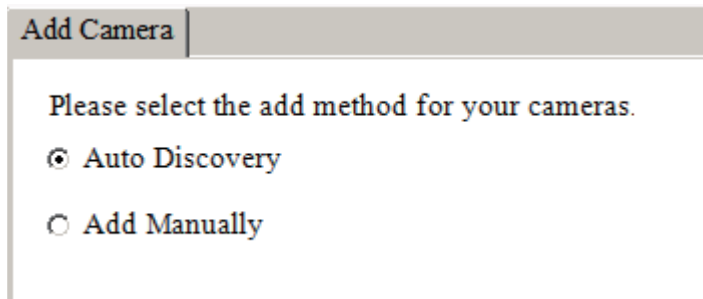 Add Camera
Please select the add method for your cameras.
Auto Discovery
Add Manually